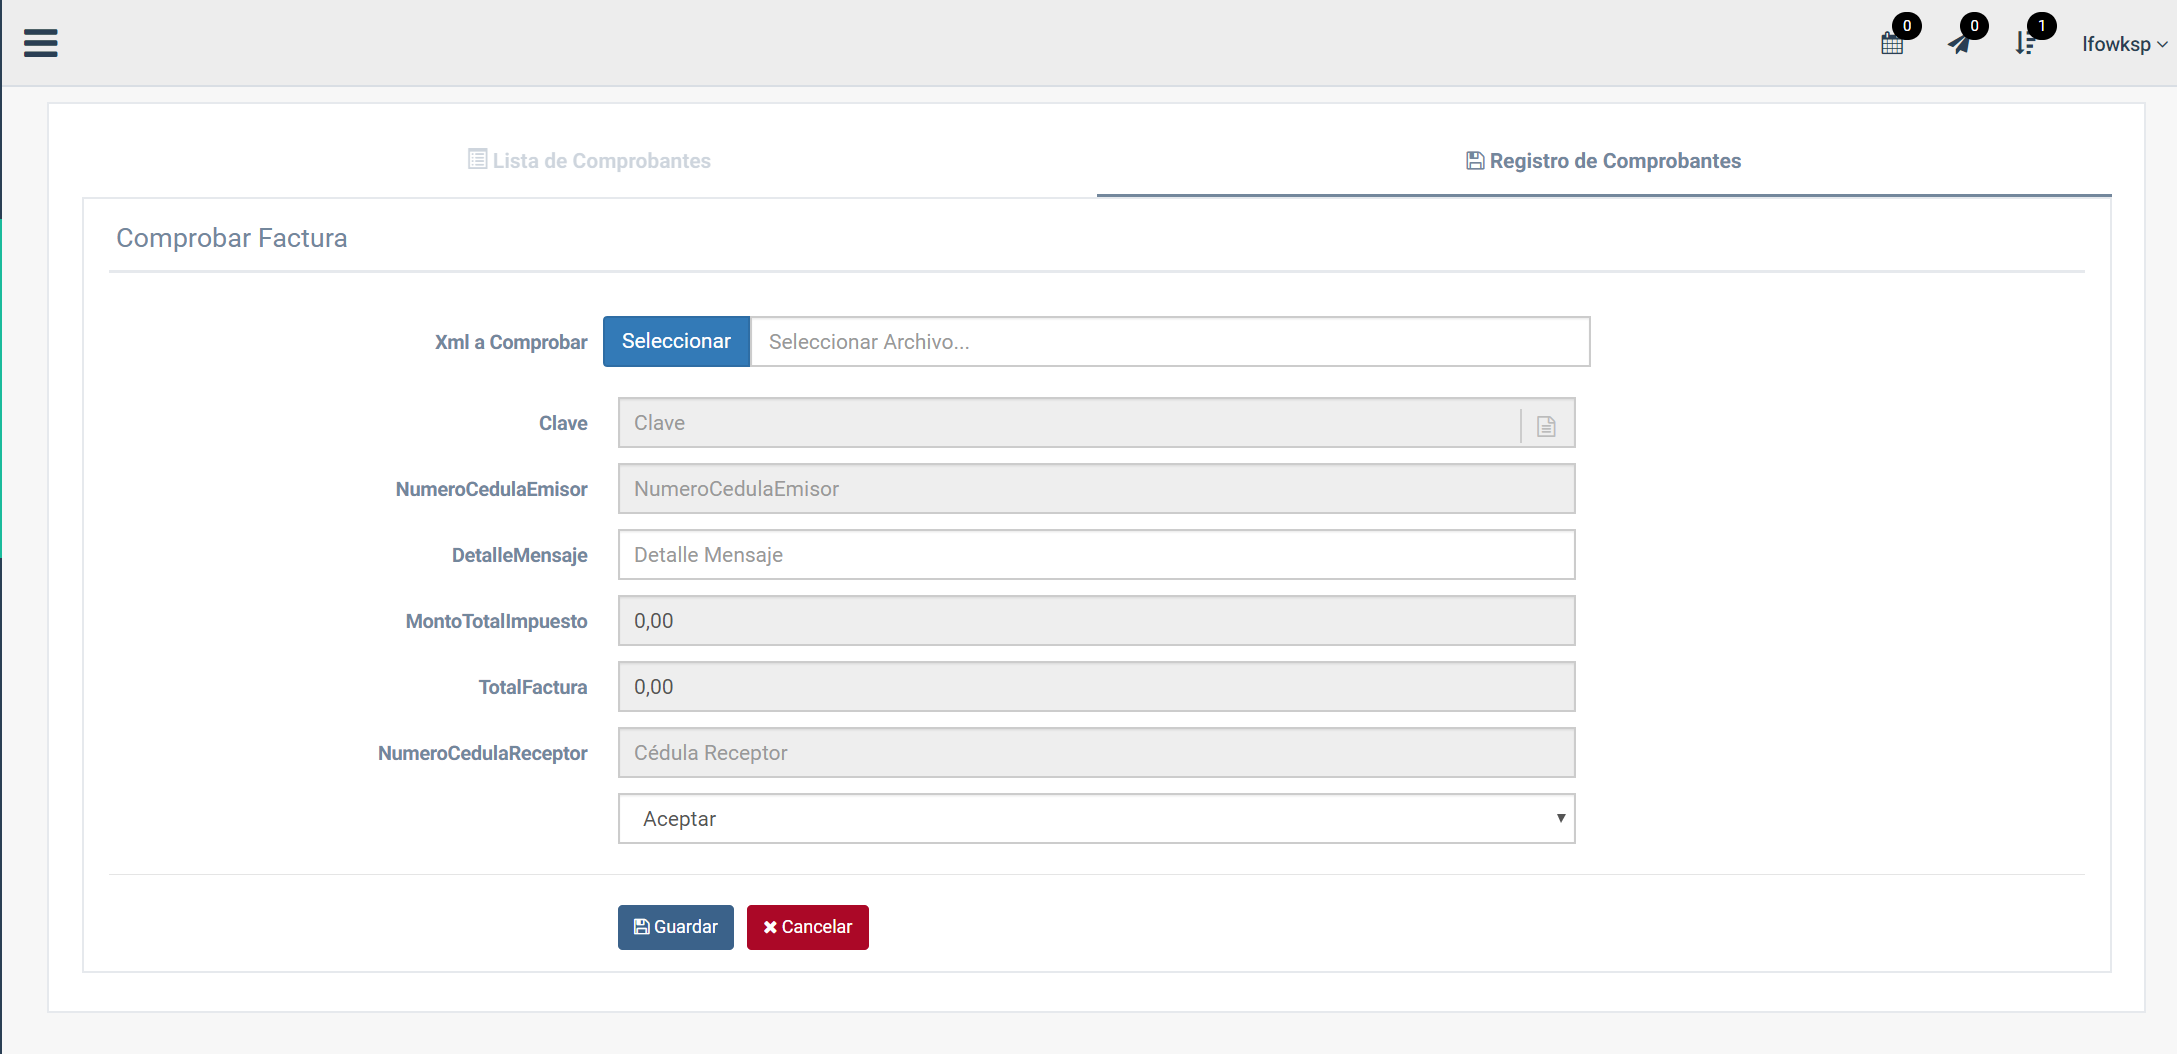 0
0
1
lfowksp
Lista de Comprobantes
Registro de Comprobantes
Comprobar Factura
Xml a Comprobar
Seleccionar
Seleccionar Archivo...
Clave
Clave
NumeroCedulaEmisor
NumeroCedulaEmisor
DetalleMensaje
Detalle Mensaje
MontoTotalImpuesto
0,00
TotalFactura
0,00
NumeroCedulaReceptor
Cédula Receptor
Aceptar
Guardar
Cancelar